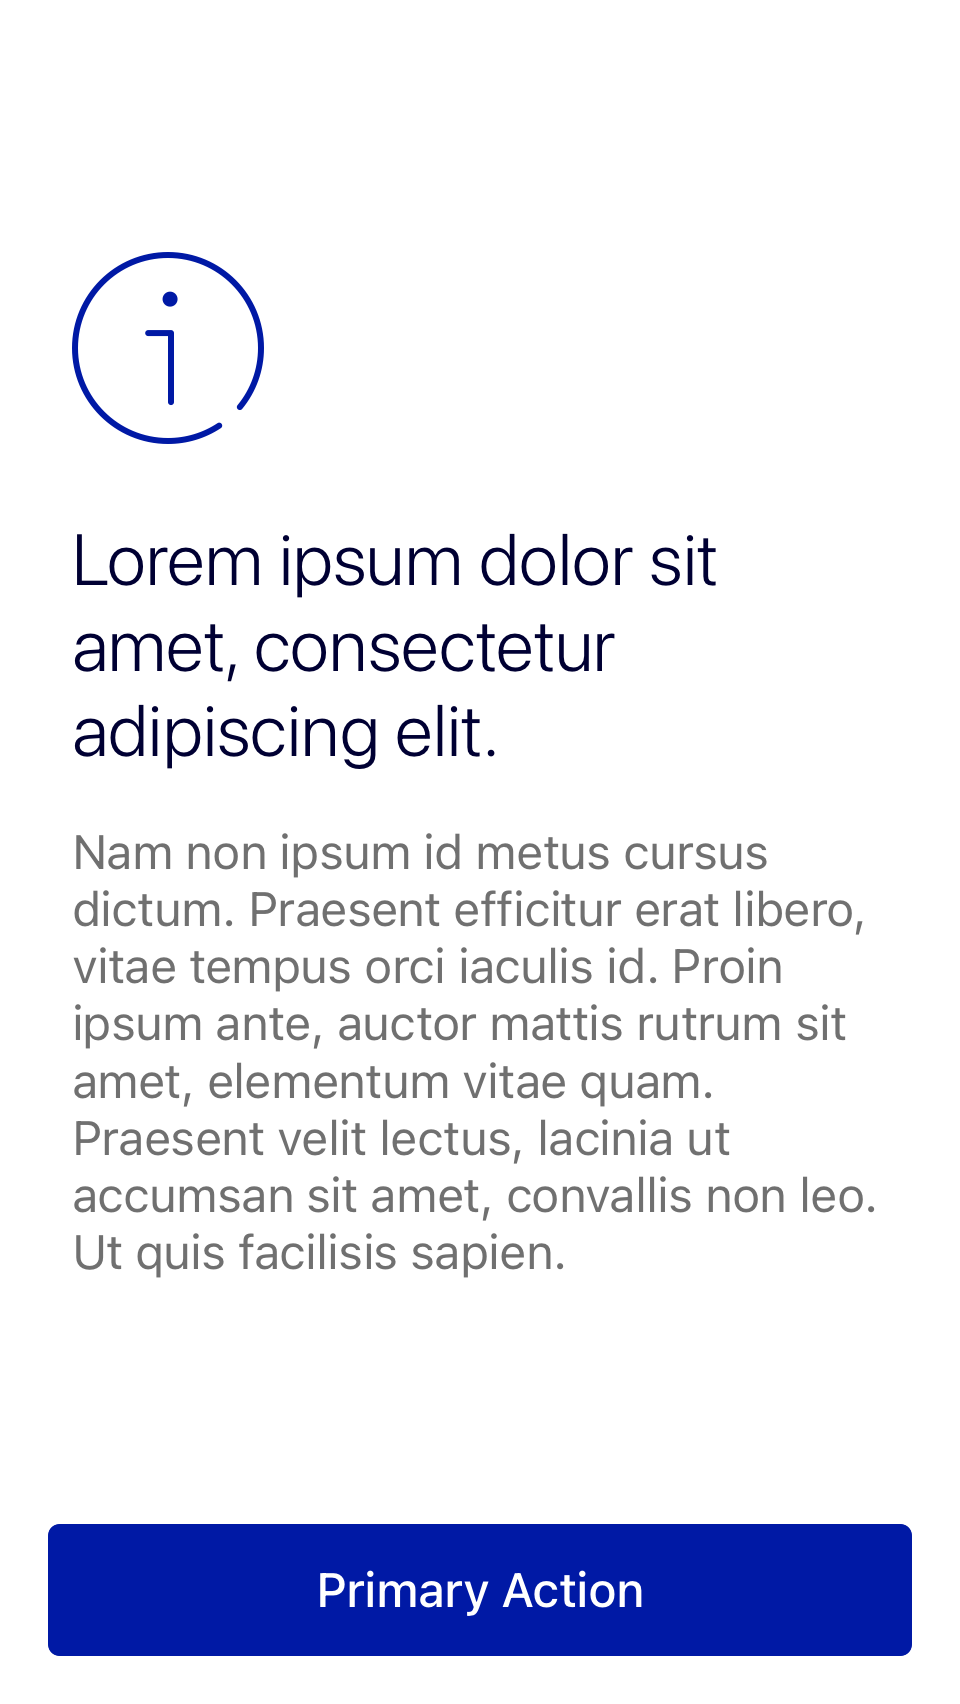 Lorem ipsum dolor sit
amet, consectetur
adipiscing elit.
Nam non ipsum id metus cursus
dictum. Praesent efficitur erat libero,
vitae tempus orci iaculis id. Proin
ipsum ante, auctor mattis rutrum sit
amet, elementum vitae quam.
Praesent velit lectus, lacinia ut
accumsan sit amet, convallis non leo.
Ut quis facilisis sapien.
Primary Action